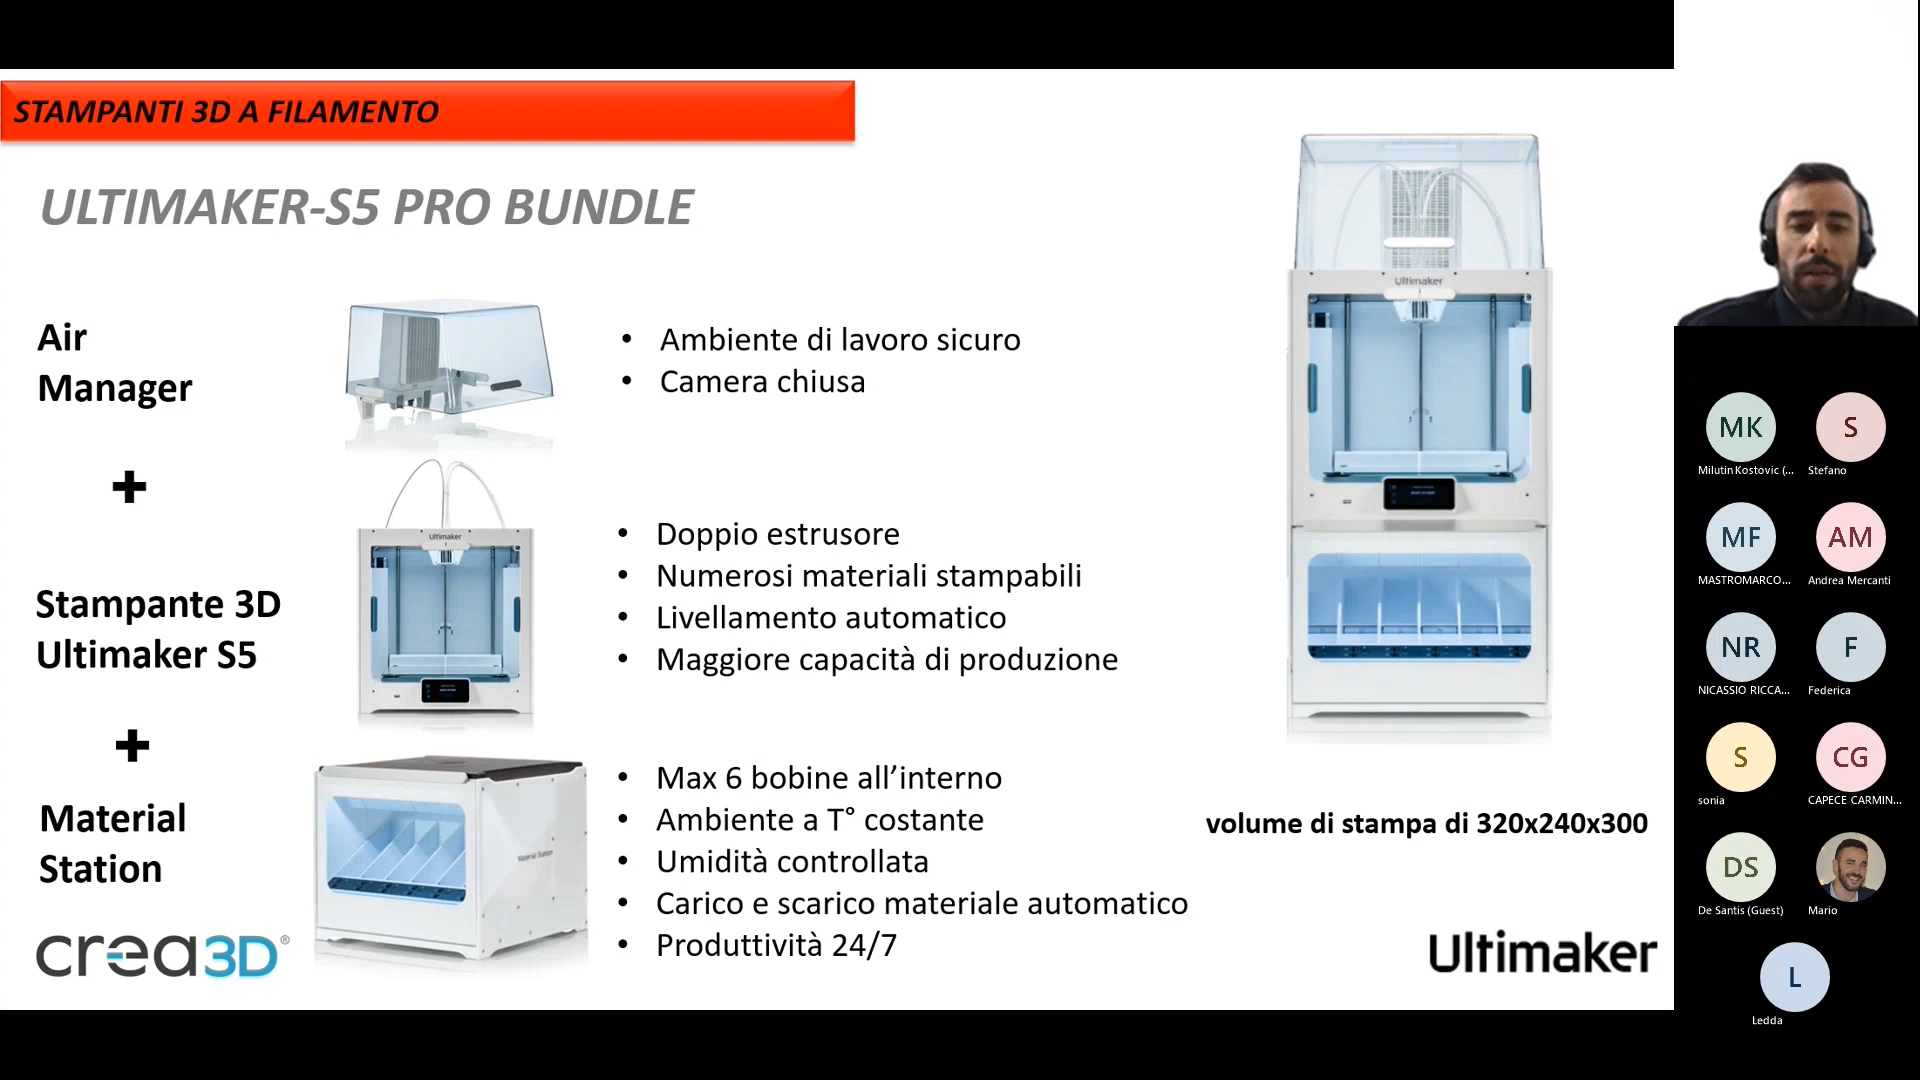 STAMPANTI 3D A FILAMENTO
ULTIMAKER-S5 PRO BUNDLE
Air
Manager
• Ambiente di lavoro sicuro
• Camera chiusa
+
Stampante 3D
Ultimaker S5
Ultimaker
• Doppio estrusore
• Numerosi materiali stampabili
• Livellamento automatico
• Maggiore capacità di produzione
+
Material
Station
Material Station
• Max 6 bobine all’interno
• Ambiente a T° costante
• Umidità controllata
• Carico e scarico materiale automatico
• Produttività 24/7
Ultimaker
volume di stampa di 320x240x300
crea3D®
Ultimaker
MK
Milutin Kostovic (...
S
Stefano
MF
MASTROMARCO...
AM
Andrea Mercanti
NR
NICASSIO RICCA...
F
Federica
S
sonia
CG
CAPECE CARMIN...
DS
De Santis (Guest)
Mario
L
Ledda